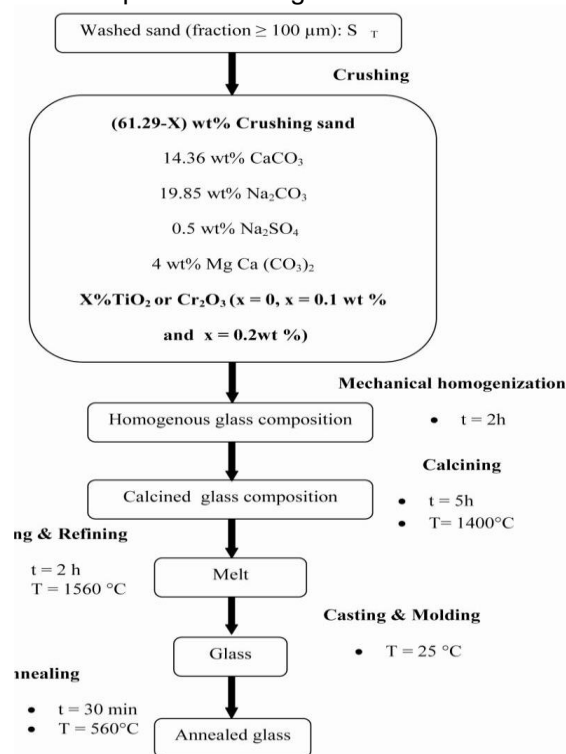 Washed sand (fraction ≥ 100 µm): S T
Crushing
(61.29-X) wt% Crushing sand
14.36 wt% CaCO₃
19.85 wt% Na₂CO₃
0.5 wt% Na₂SO₄
4 wt% Mg Ca (CO₃)₂
X%TiO₂ or Cr₂O₃ (x = 0, x = 0.1 wt %
and x = 0.2wt %)
Mechanical homogenization
Homogenous glass composition
• t = 2h
Calcining
Calcined glass composition
• t = 5h
• T= 1400°C
ng & Refining
t = 2 h
T = 1560 °C
Melt
Casting & Molding
Glass
• T = 25 °C
nnealing
• t = 30 min
• T = 560°C
Annealed glass